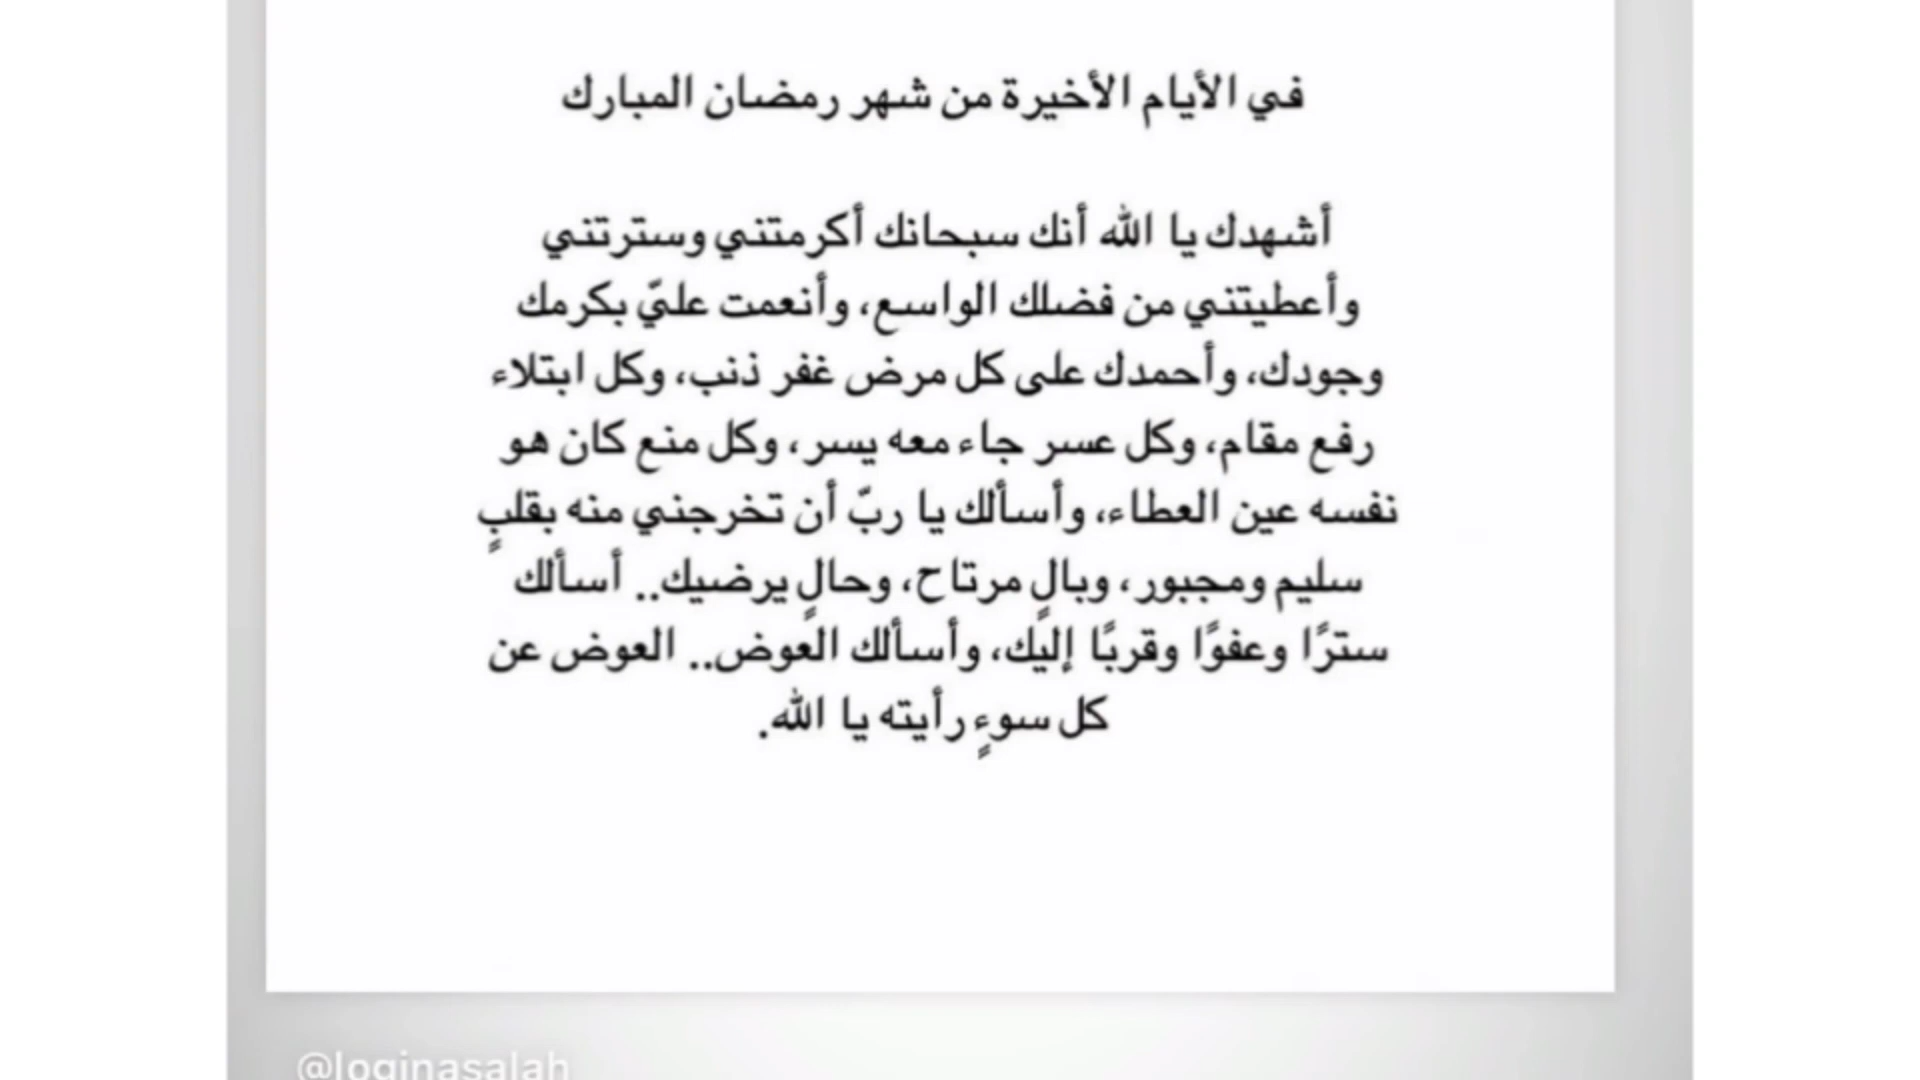 في الأيام الأخيرة من شهر رمضان المبارك
أشهدك يا الله أنك سبحانك أكرمتني وسترتني
وأعطيتني من فضلك الواسع، وأنعمت عليّ بكرمك
وجودك، وأحمدك على كل مرض غفر ذنب، وكل ابتلاء
رفع مقام، وكل عسر جاء معه يسر، وكل منع كان هو
نفسه عين العطاء، وأسألك يا ربّ أن تخرجني منه بقلبٍ
سليم ومجبور، وبالٍ مرتاح، وحالٍ يرضيك.. أسألك
سترًا وعفوًا وقربًا إليك، وأسألك العوض.. العوض عن
كل سوءٍ رأيته يا الله.
@loginasalah